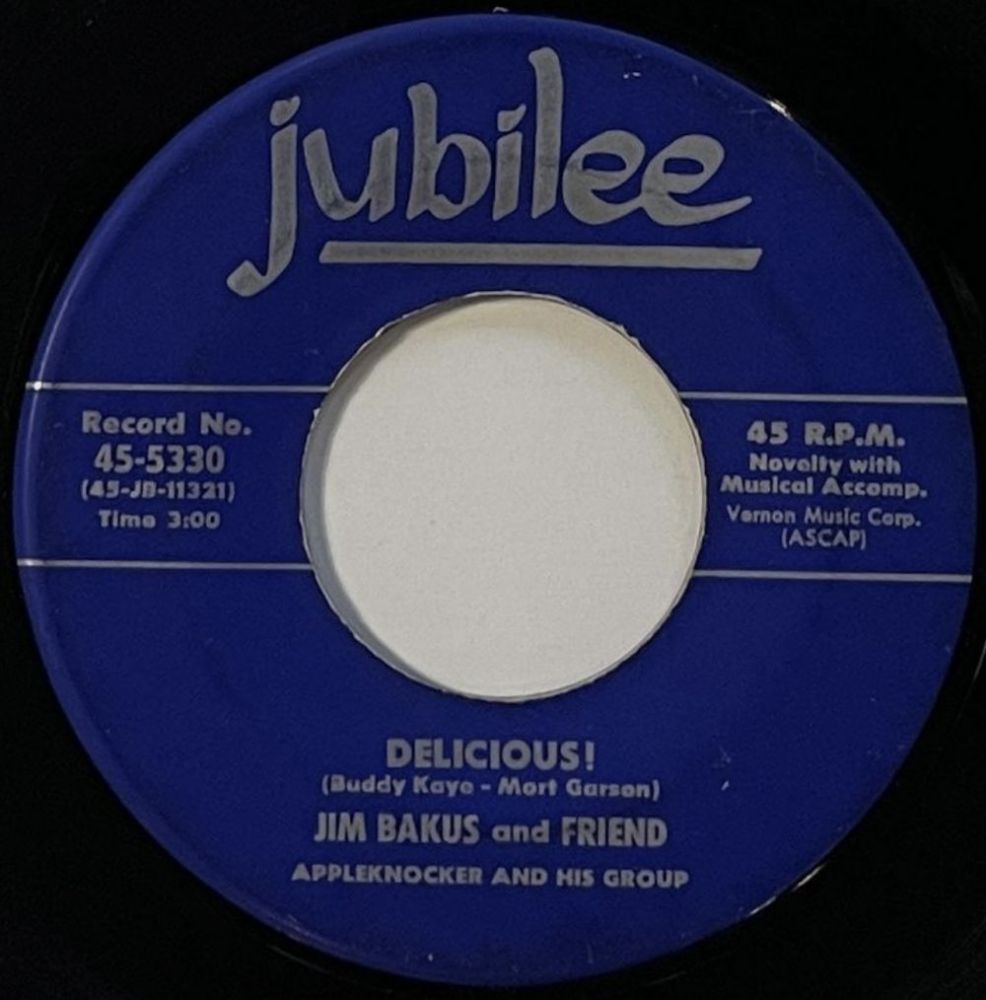 jubilee
Record No.
45-5330
(45-JB-11321)
Time 3:00
45 R.P.M.
Novelty with
Musical Accomp.
Vernon Music Corp.
(ASCAP)
DELICIOUS!
(Buddy Kaye - Mort Garson)
JIM BAKUS and FRIEND
APPLEKNOCKER AND HIS GROUP